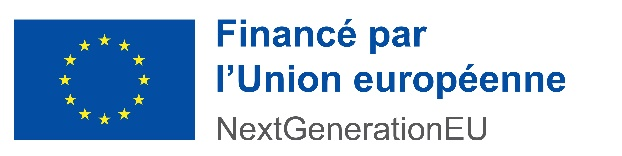 Financé par
l’Union européenne
NextGenerationEU